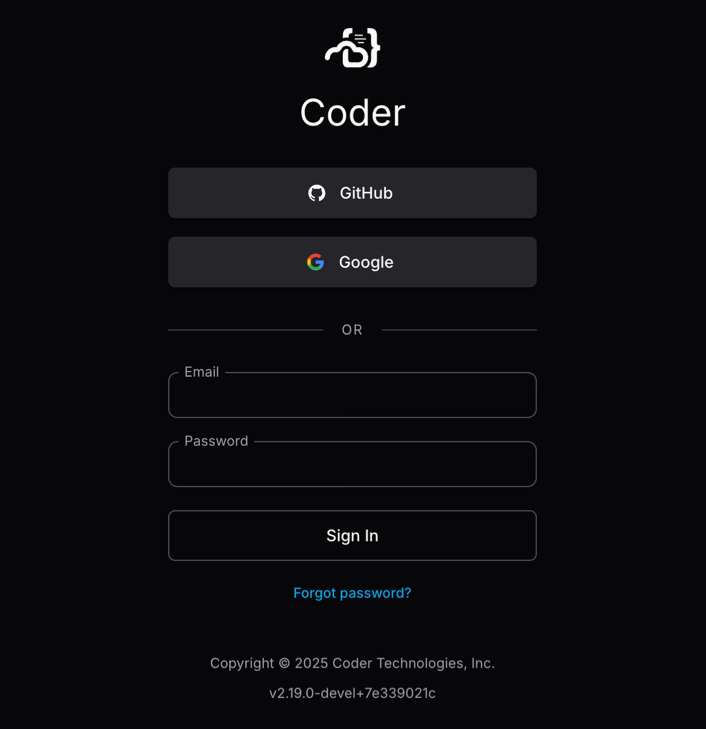 Coder
GitHub
Google
OR
Email
Password
Sign In
Forgot password?
Copyright © 2025 Coder Technologies, Inc.
v2.19.0-devel+7e339021c